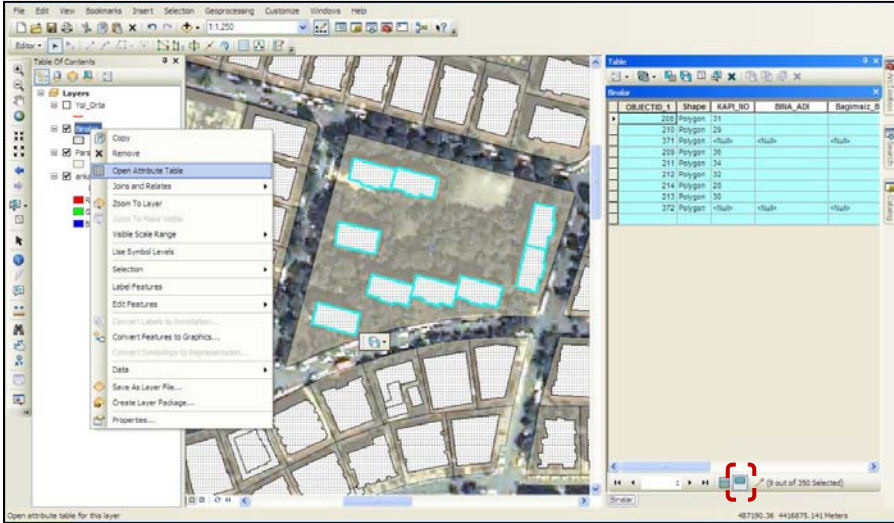 File Edit View Bookmarks Insert Selection Geoprocessing Customize Windows Help
1:1.250
Editor
Table Of Contents
Layers
Yol_Orta
Binalar
Copy
Remove
Open Attribute Table
Joins and Relates
Zoom To Layer
Zoom To Make Visible
Visible Scale Range
Use Symbol Levels
Selection
Label Features
Edit Features
Convert Labels to Annotation...
Convert Features to Graphics...
Convert Symbology to Representation...
Data
Save As Layer File...
Create Layer Package...
Properties...
Table
Binalar
OBJECTID_1 Shape KAPI_NO BINA_ADI Bagimsiz_B
208 Polygon 31
210 Polygon 29
371 Polygon <Null> <Null> <Null>
209 Polygon 36
211 Polygon 34
212 Polygon 32
214 Polygon 28
213 Polygon 30
372 Polygon <Null> <Null> <Null>
1
(9 out of 350 Selected)
Binalar
ArcToolbox
Search
Catalog
Open attribute table for this layer
487190.36 4416875.141 Meters